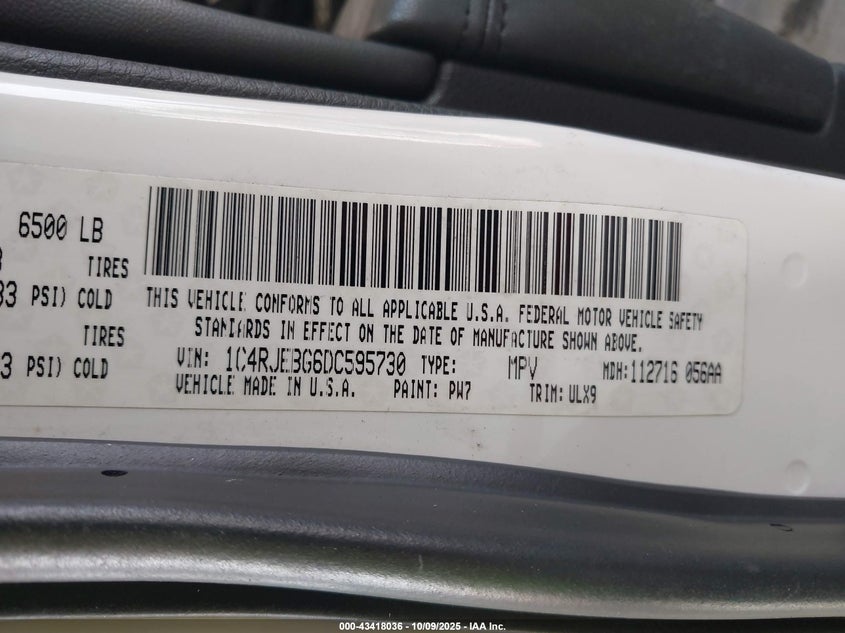 6500 LB
TIRES
33 PSI) COLD
TIRES
3 PSI) COLD
THIS VEHICLE CONFORMS TO ALL APPLICABLE U.S.A. FEDERAL MOTOR VEHICLE SAFETY
STANDARDS IN EFFECT ON THE DATE OF MANUFACTURE SHOWN ABOVE.
VIN: 1C4RJEBG6DC595730 TYPE: MPV MDH:112716 056AA
VEHICLE MADE IN U.S.A. PAINT: PW7 TRIM: ULX9
000-43418036 - 10/09/2025 - IAA Inc.